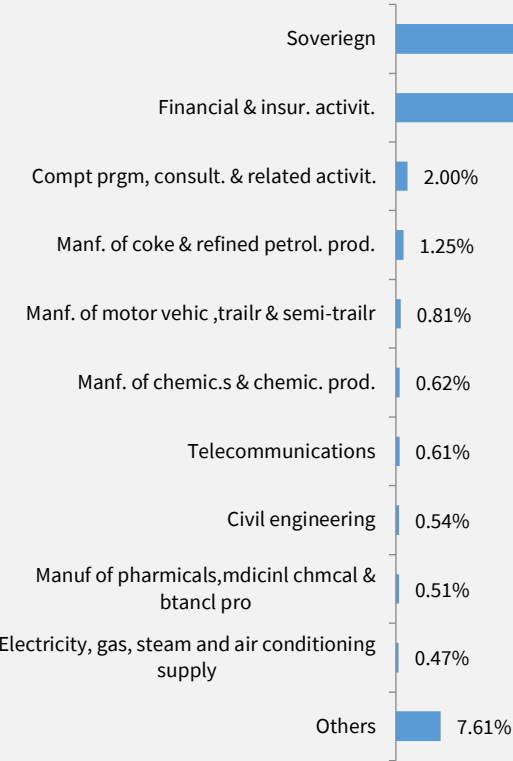 Soveriegn
Financial & insur. activit.
Compt prgm, consult. & related activit.
2.00%
Manf. of coke & refined petrol. prod.
1.25%
Manf. of motor vehic ,trailr & semi-trailr
0.81%
Manf. of chemic.s & chemic. prod.
0.62%
Telecommunications
0.61%
Civil engineering
0.54%
Manuf of pharmicals,mdicinl chmcal &
btancl pro
0.51%
Electricity, gas, steam and air conditioning
supply
0.47%
Others
7.61%